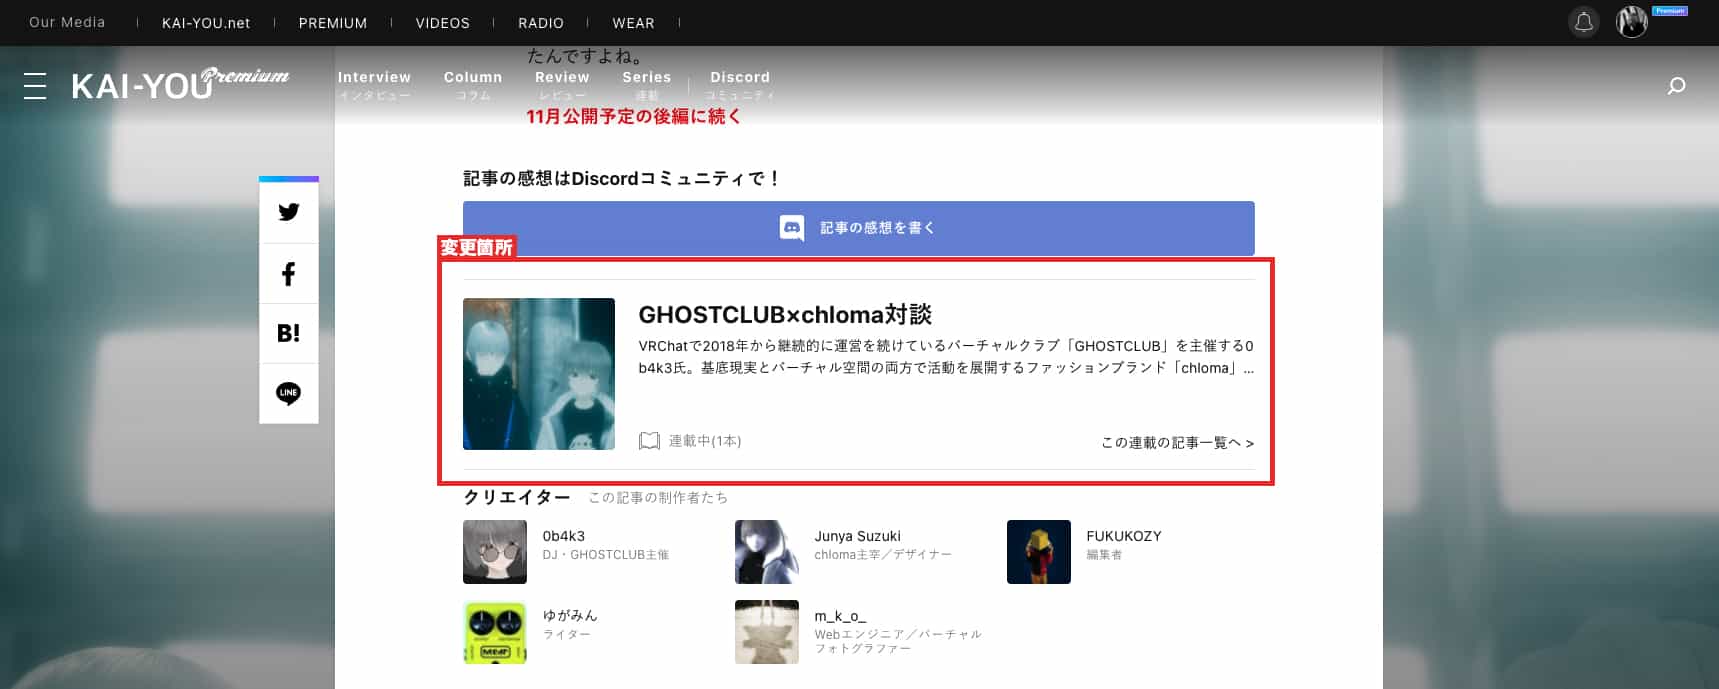 Our Media
KAI-YOU.net
PREMIUM
VIDEOS
RADIO
WEAR
Premium
たんですよね。
KAI-YOU Premium
Interview
インタビュー
Column
コラム
Review
レビュー
Series
連載
Discord
コミュニティ
11月公開予定の後編に続く
記事の感想はDiscordコミュニティで！
記事の感想を書く
B!
LINE
変更箇所
GHOSTCLUB×chloma対談
VRChatで2018年から継続的に運営を続けているバーチャルクラブ「GHOSTCLUB」を主催する0
b4k3氏。基底現実とバーチャル空間の両方で活動を展開するファッションブランド「chloma」...
連載中(1本)
この連載の記事一覧へ >
クリエイター この記事の制作者たち
0b4k3
DJ・GHOSTCLUB主催
Junya Suzuki
chloma主宰／デザイナー
FUKUKOZY
編集者
ゆがみん
ライター
m_k_o_
Webエンジニア／バーチャル
フォトグラファー